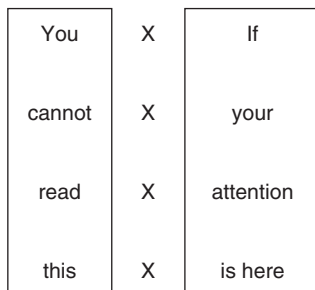 You X If
cannot X your
read X attention
this X is here